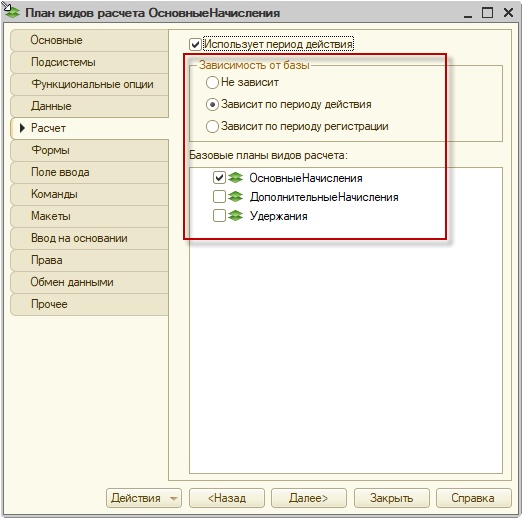 План видов расчета ОсновныеНачисления
Основные
Подсистемы
Функциональные опции
Данные
Расчет
Формы
Поле ввода
Команды
Макеты
Ввод на основании
Права
Обмен данными
Прочее
Использует период действия
Зависимость от базы
Не зависит
Зависит по периоду действия
Зависит по периоду регистрации
Базовые планы видов расчета:
ОсновныеНачисления
ДополнительныеНачисления
Удержания
Действия
<Назад
Далее>
Закрыть
Справка